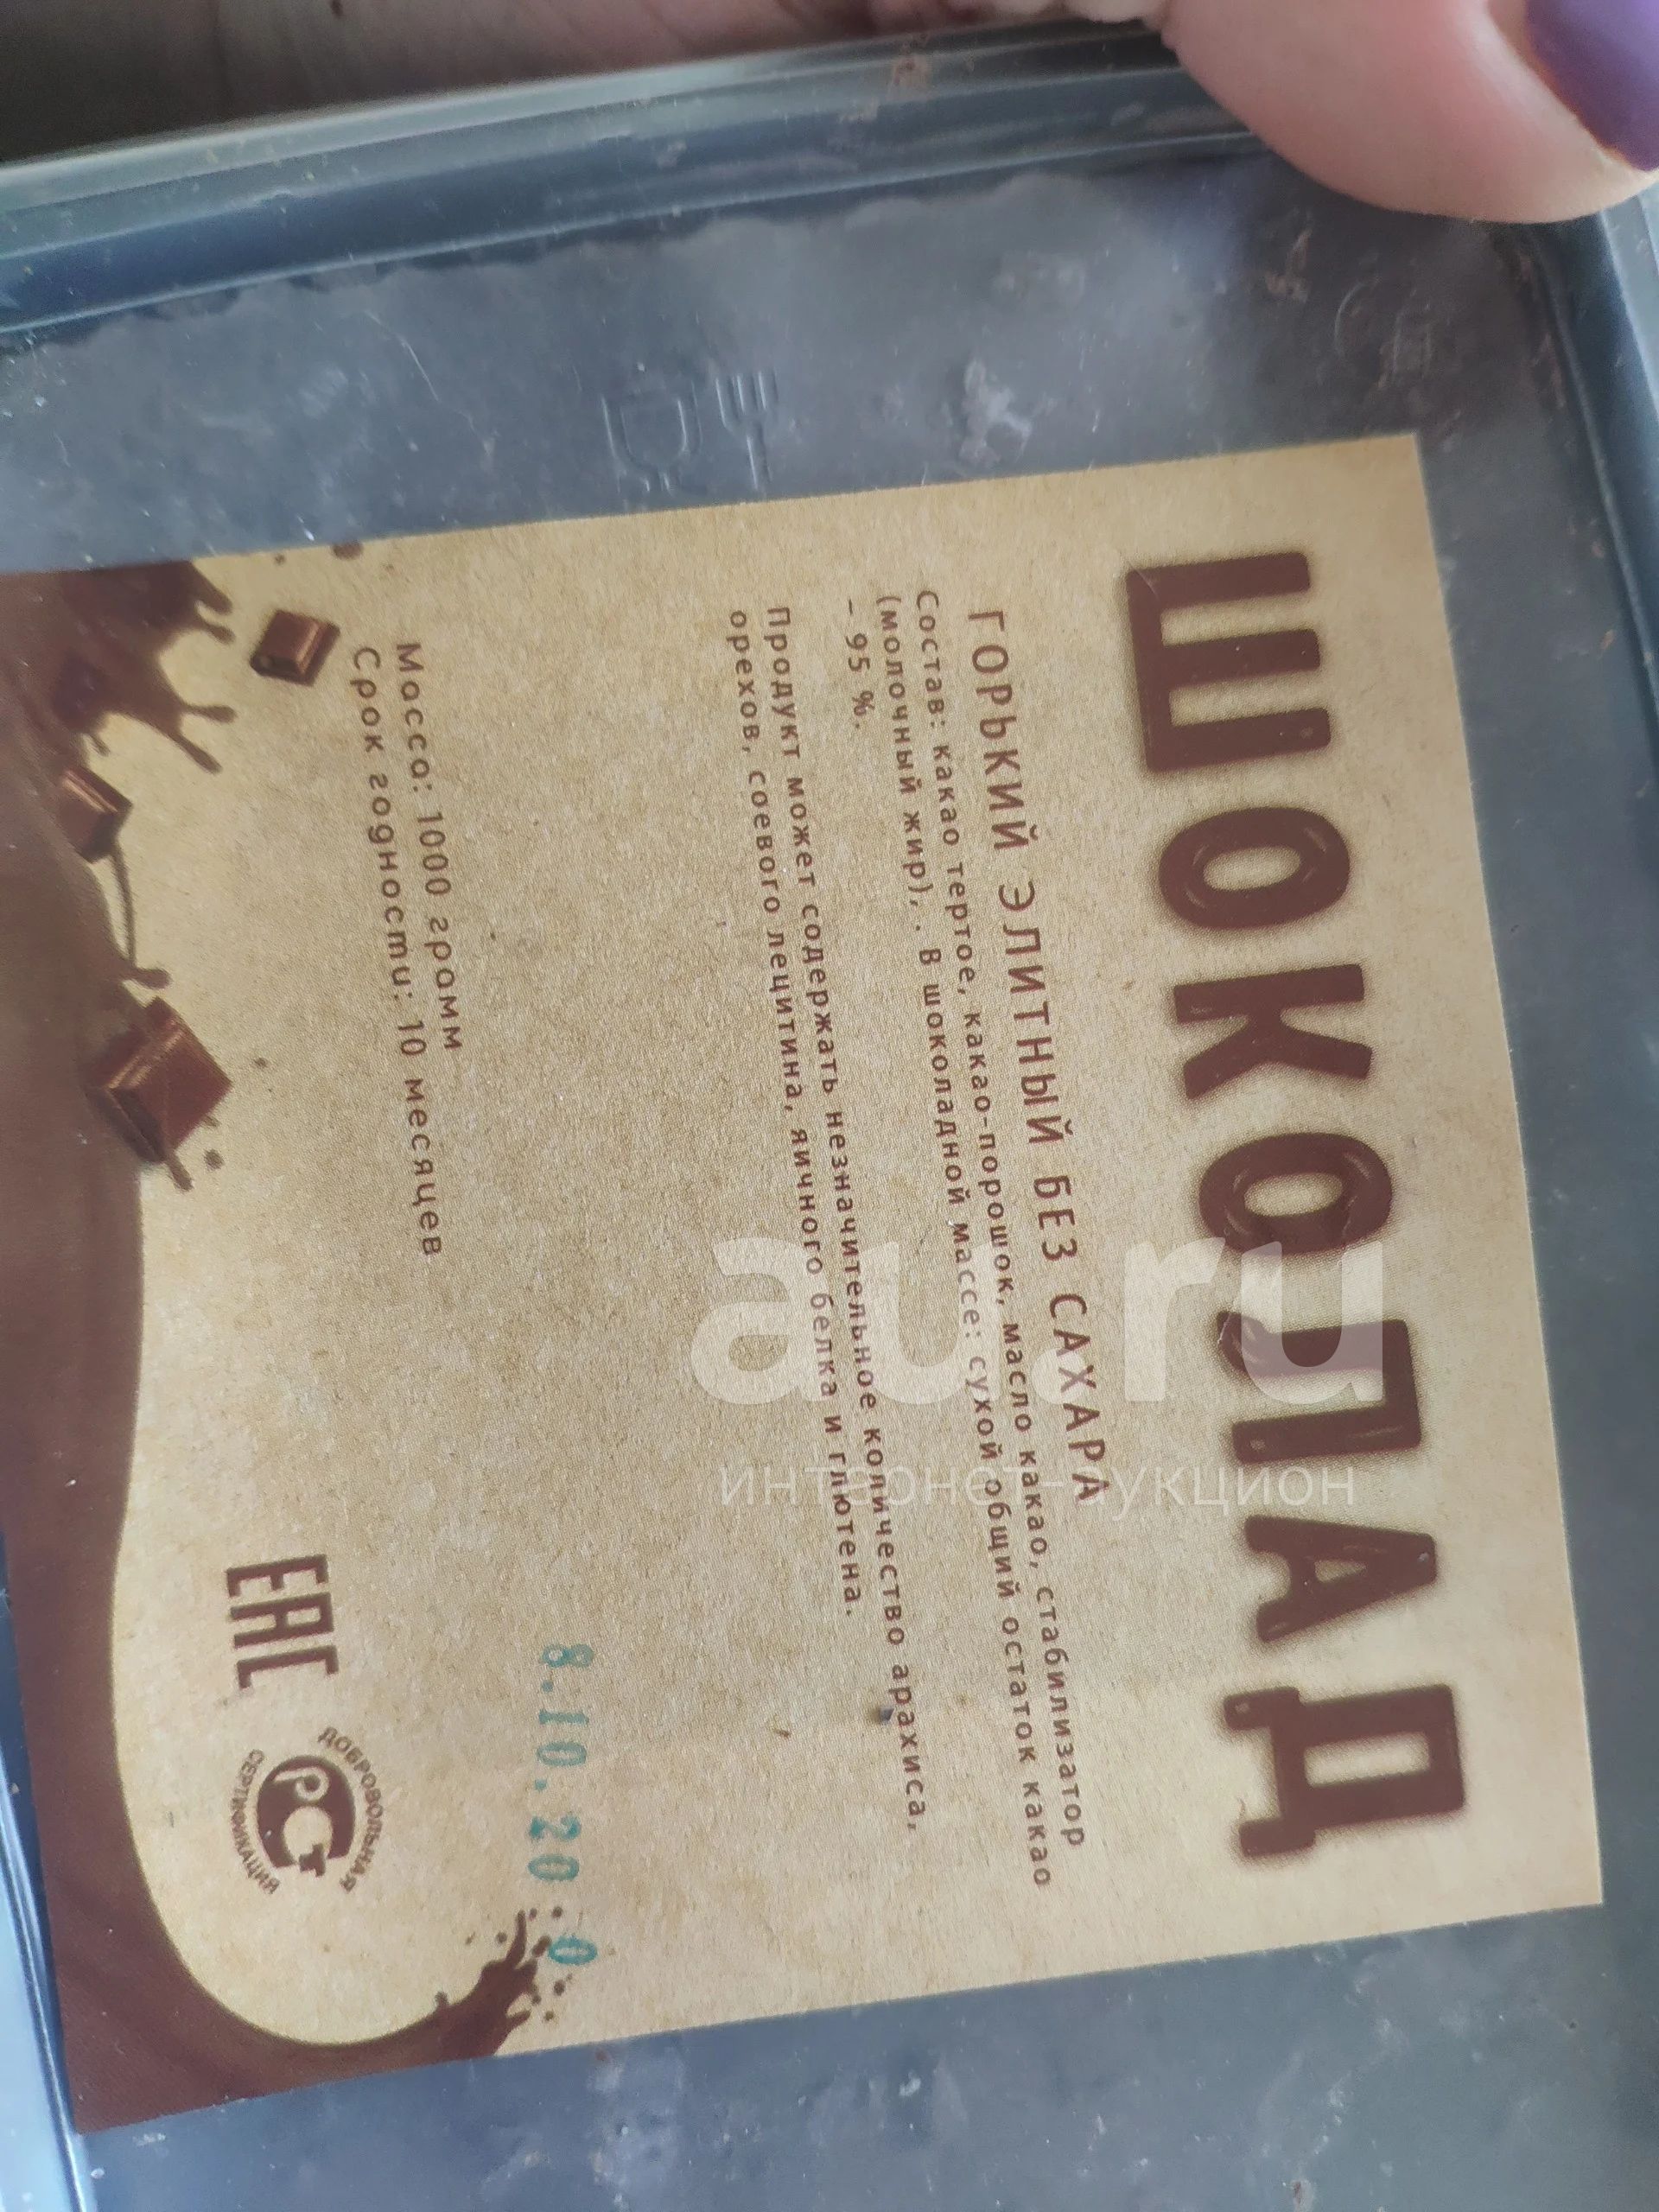 ШОКОЛАД
ГОРЬКИЙ ЭЛИТНЫЙ БЕЗ САХАРА
Состав: какао тертое, какао-порошок, масло какао, стабилизатор
(молочный жир),. В шоколадной массе: сухой общий остаток какао
– 95 %.
Продукт может содержать незначительное количество арахиса,
орехов, соевого лецитина, яичного белка и глютена.
8.10.20 0
Масса: 1000 грамм
Срок годности: 10 месяцев
ЕАС
ДОБРОВОЛЬНАЯ
РСТ
СЕРТИФИКАЦИЯ
au.ru
интернет-аукцион